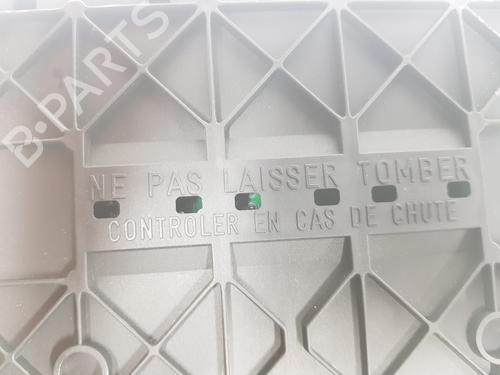 B-PARTS
NE PAS LAISSER TOMBER
CONTROLER EN CAS DE CHUTE